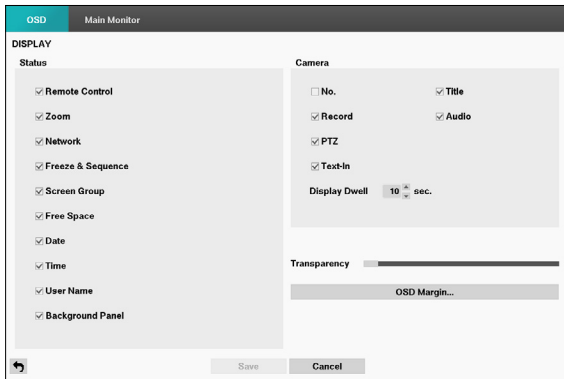 OSD Main Monitor
DISPLAY
Status
Remote Control
Zoom
Network
Freeze & Sequence
Screen Group
Free Space
Date
Time
User Name
Background Panel
Camera
No. Title
Record Audio
PTZ
Text-In
Display Dwell 10 sec.
Transparency
OSD Margin...
Save Cancel